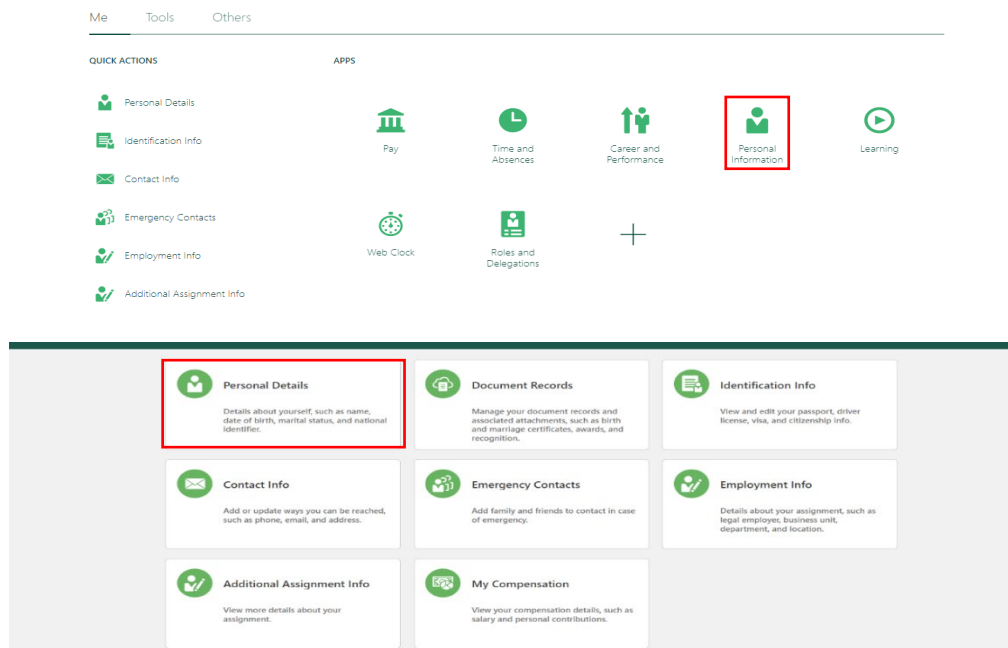 Me Tools Others
QUICK ACTIONS
APPS
Personal Details
Identification Info
Contact Info
Emergency Contacts
Employment Info
Additional Assignment Info
Pay
Time and
Absences
Career and
Performance
Personal
Information
Learning
Web Clock
Roles and
Delegations
Personal Details
Details about yourself, such as name,
date of birth, marital status, and national
identifier.
Document Records
Manage your document records and
associated attachments, such as birth
and marriage certificates, awards, and
recognition.
Identification Info
View and edit your passport, driver
license, visa, and citizenship info.
Contact Info
Add or update ways you can be reached,
such as phone, email, and address.
Emergency Contacts
Add family and friends to contact in case
of emergency.
Employment Info
Details about your assignment, such as
legal employer, business unit,
department, and location.
Additional Assignment Info
View more details about your
assignment.
My Compensation
View your compensation details, such as
salary and personal contributions.